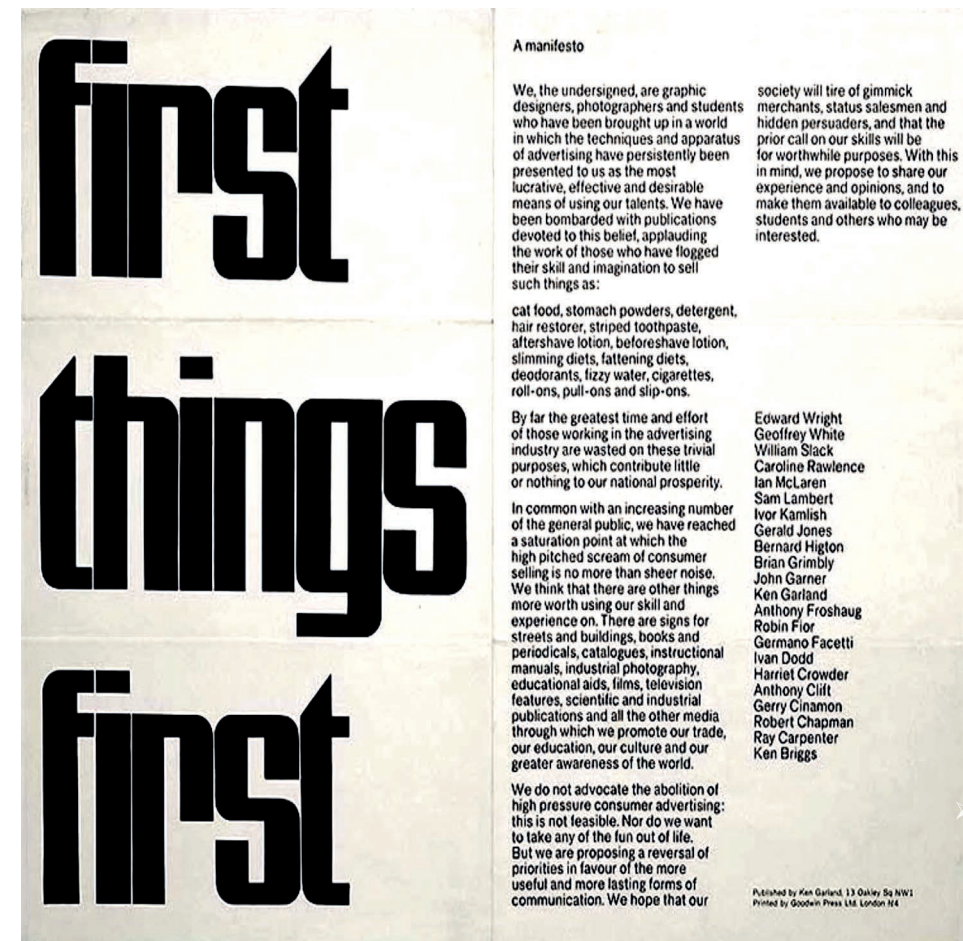 first
things
first
A manifesto
We, the undersigned, are graphic
designers, photographers and students
who have been brought up in a world
in which the techniques and apparatus
of advertising have persistently been
presented to us as the most
lucrative, effective and desirable
means of using our talents. We have
been bombarded with publications
devoted to this belief, applauding
the work of those who have flogged
their skill and imagination to sell
such things as:
cat food, stomach powders, detergent,
hair restorer, striped toothpaste,
aftershave lotion, beforeshave lotion,
slimming diets, fattening diets,
deodorants, fizzy water, cigarettes,
roll-ons, pull-ons and slip-ons.
By far the greatest time and effort
of those working in the advertising
industry are wasted on these trivial
purposes, which contribute little
or nothing to our national prosperity.
In common with an increasing number
of the general public, we have reached
a saturation point at which the
high pitched scream of consumer
selling is no more than sheer noise.
We think that there are other things
more worth using our skill and
experience on. There are signs for
streets and buildings, books and
periodicals, catalogues, instructional
manuals, industrial photography,
educational aids, films, television
features, scientific and industrial
publications and all the other media
through which we promote our trade,
our education, our culture and our
greater awareness of the world.
We do not advocate the abolition of
high pressure consumer advertising:
this is not feasible. Nor do we want
to take any of the fun out of life.
But we are proposing a reversal of
priorities in favour of the more
useful and more lasting forms of
communication. We hope that our
society will tire of gimmick
merchants, status salesmen and
hidden persuaders, and that the
prior call on our skills will be
for worthwhile purposes. With this
in mind, we propose to share our
experience and opinions, and to
make them available to colleagues,
students and others who may be
interested.
Edward Wright
Geoffrey White
William Slack
Caroline Rawlence
Ian McLaren
Sam Lambert
Ivor Kamlish
Gerald Jones
Bernard Higton
Brian Grimbly
John Garner
Ken Garland
Anthony Froshaug
Robin Fior
Germano Facetti
Ivan Dodd
Harriet Crowder
Anthony Clift
Gerry Cinamon
Robert Chapman
Ray Carpenter
Ken Briggs
Published by Ken Garland, 13 Oakley Sq NW1
Printed by Goodwin Press Ltd. London N4